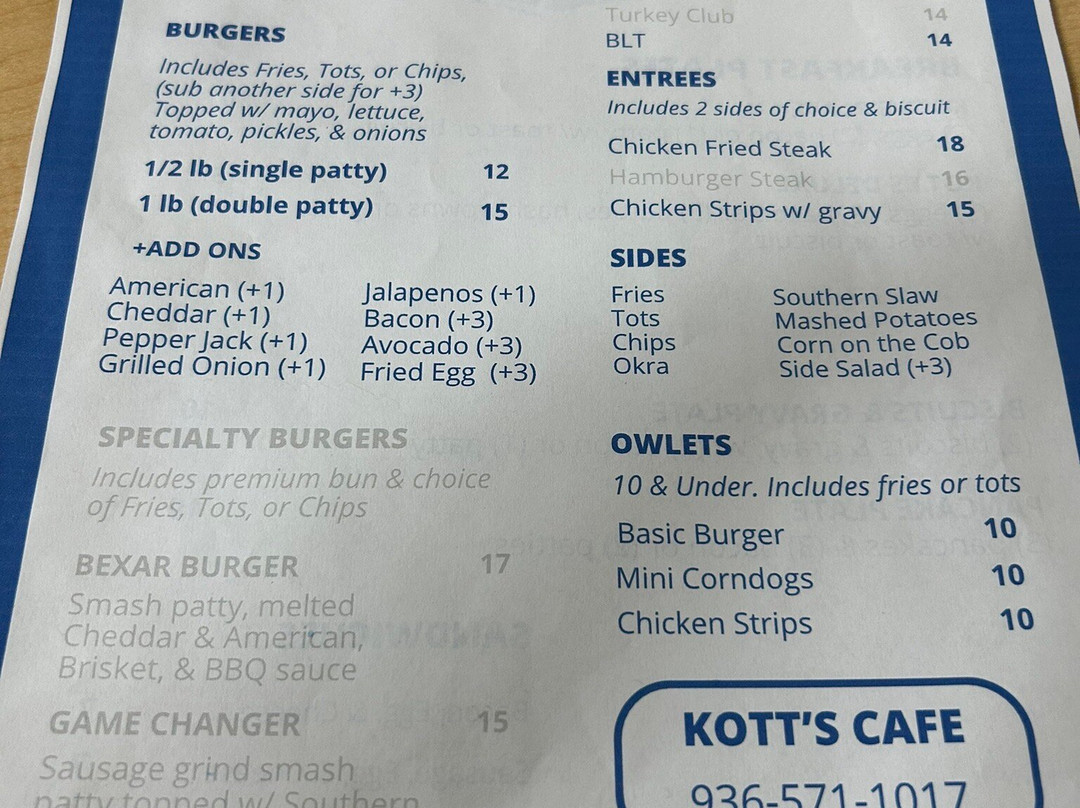 BURGERS
Includes Fries, Tots, or Chips,
(sub another side for +3)
Topped w/ mayo, lettuce,
tomato, pickles, & onions
1/2 lb (single patty) 12
1 lb (double patty) 15
+ADD ONS
American (+1) Jalapenos (+1)
Cheddar (+1) Bacon (+3)
Pepper Jack (+1) Avocado (+3)
Grilled Onion (+1) Fried Egg (+3)
SPECIALTY BURGERS
Includes premium bun & choice
of Fries, Tots, or Chips
BEXAR BURGER 17
Smash patty, melted
Cheddar & American,
Brisket, & BBQ sauce
GAME CHANGER 15
Sausage grind smash
patty topped w/ Southern
Turkey Club 14
BLT 14
ENTREES
Includes 2 sides of choice & biscuit
Chicken Fried Steak 18
Hamburger Steak 16
Chicken Strips w/ gravy 15
SIDES
Fries Southern Slaw
Tots Mashed Potatoes
Chips Corn on the Cob
Okra Side Salad (+3)
OWLETS
10 & Under. Includes fries or tots
Basic Burger 10
Mini Corndogs 10
Chicken Strips 10
KOTT'S CAFE
936-571-1017